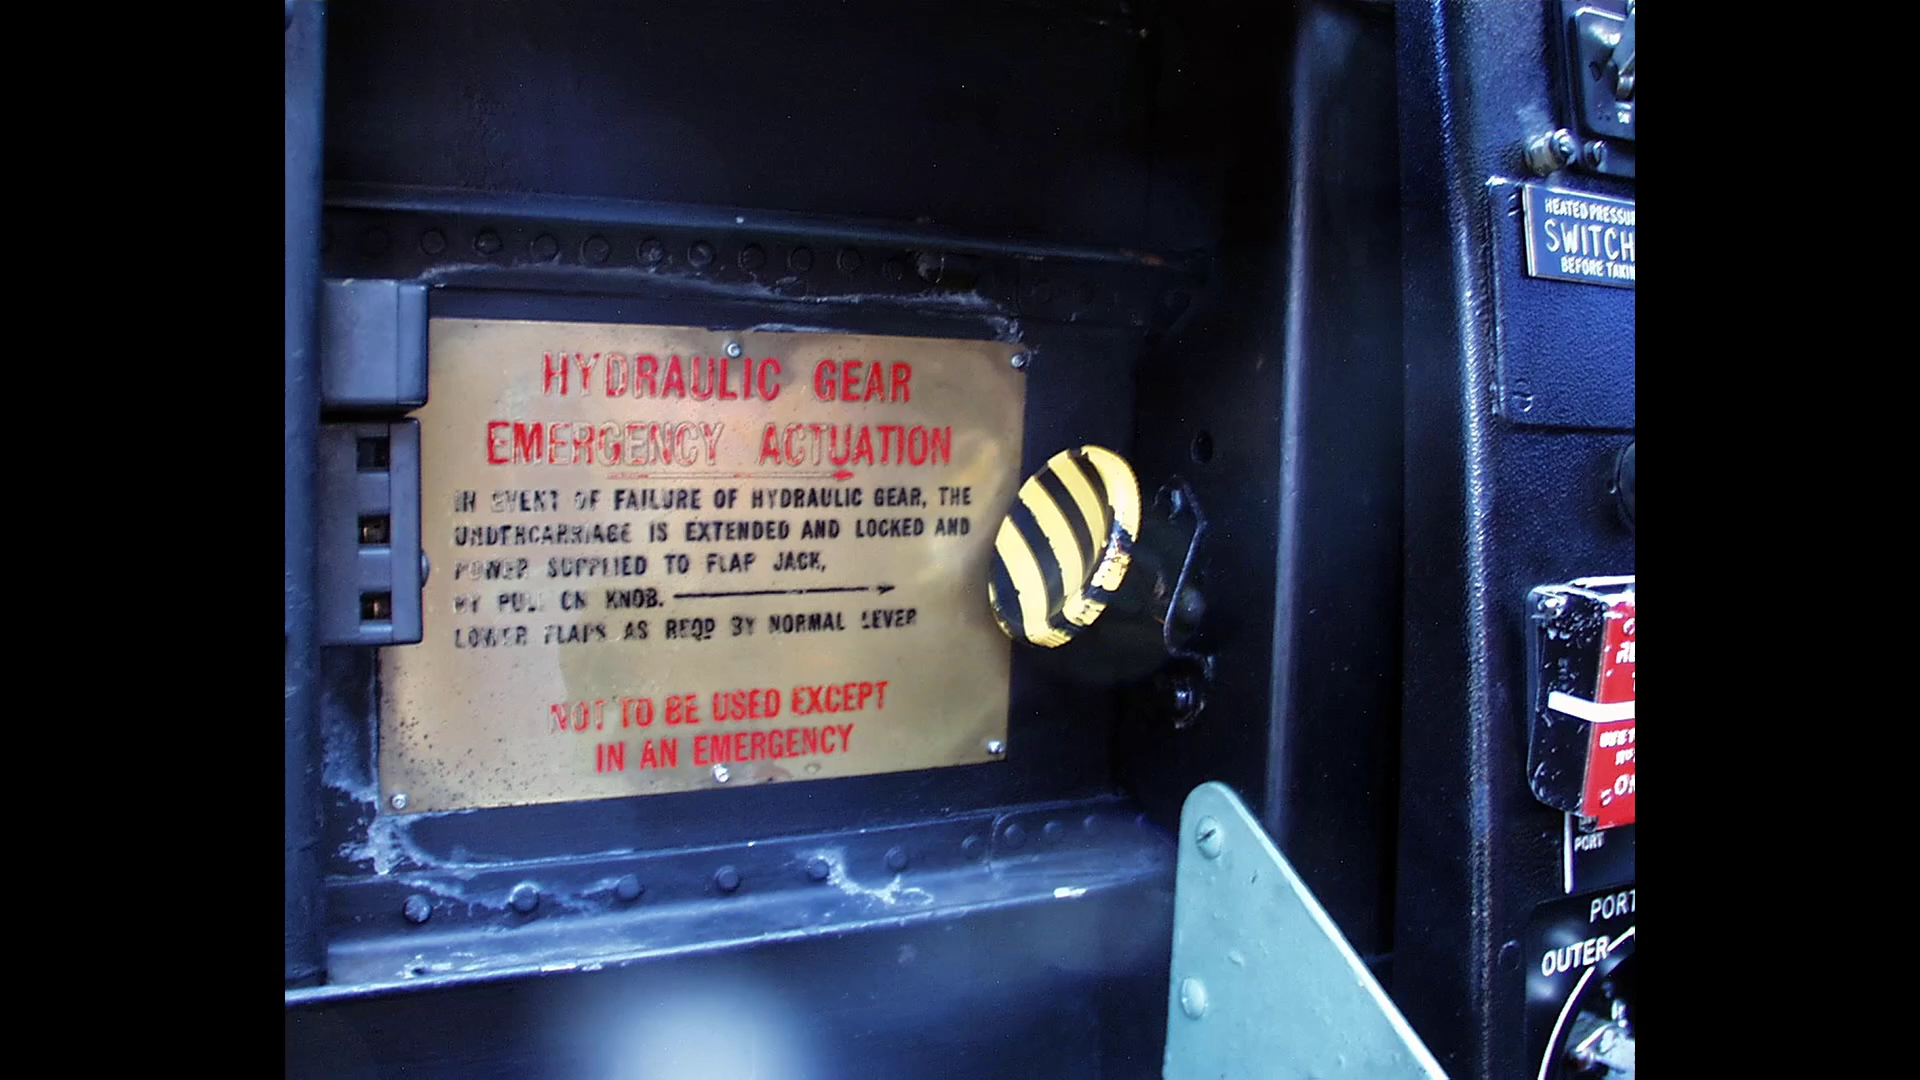 HYDRAULIC GEAR
EMERGENCY ACTUATION
IN EVENT OF FAILURE OF HYDRAULIC GEAR, THE
UNDERCARRIAGE IS EXTENDED AND LOCKED AND
POWER SUPPLIED TO FLAP JACK,
BY PULL ON KNOB.
LOWER FLAPS AS REQD BY NORMAL LEVER
NOT TO BE USED EXCEPT
IN AN EMERGENCY
HEATED PRESSU
SWITCH
BEFORE TAKIN
PORT
PORT
OUTER